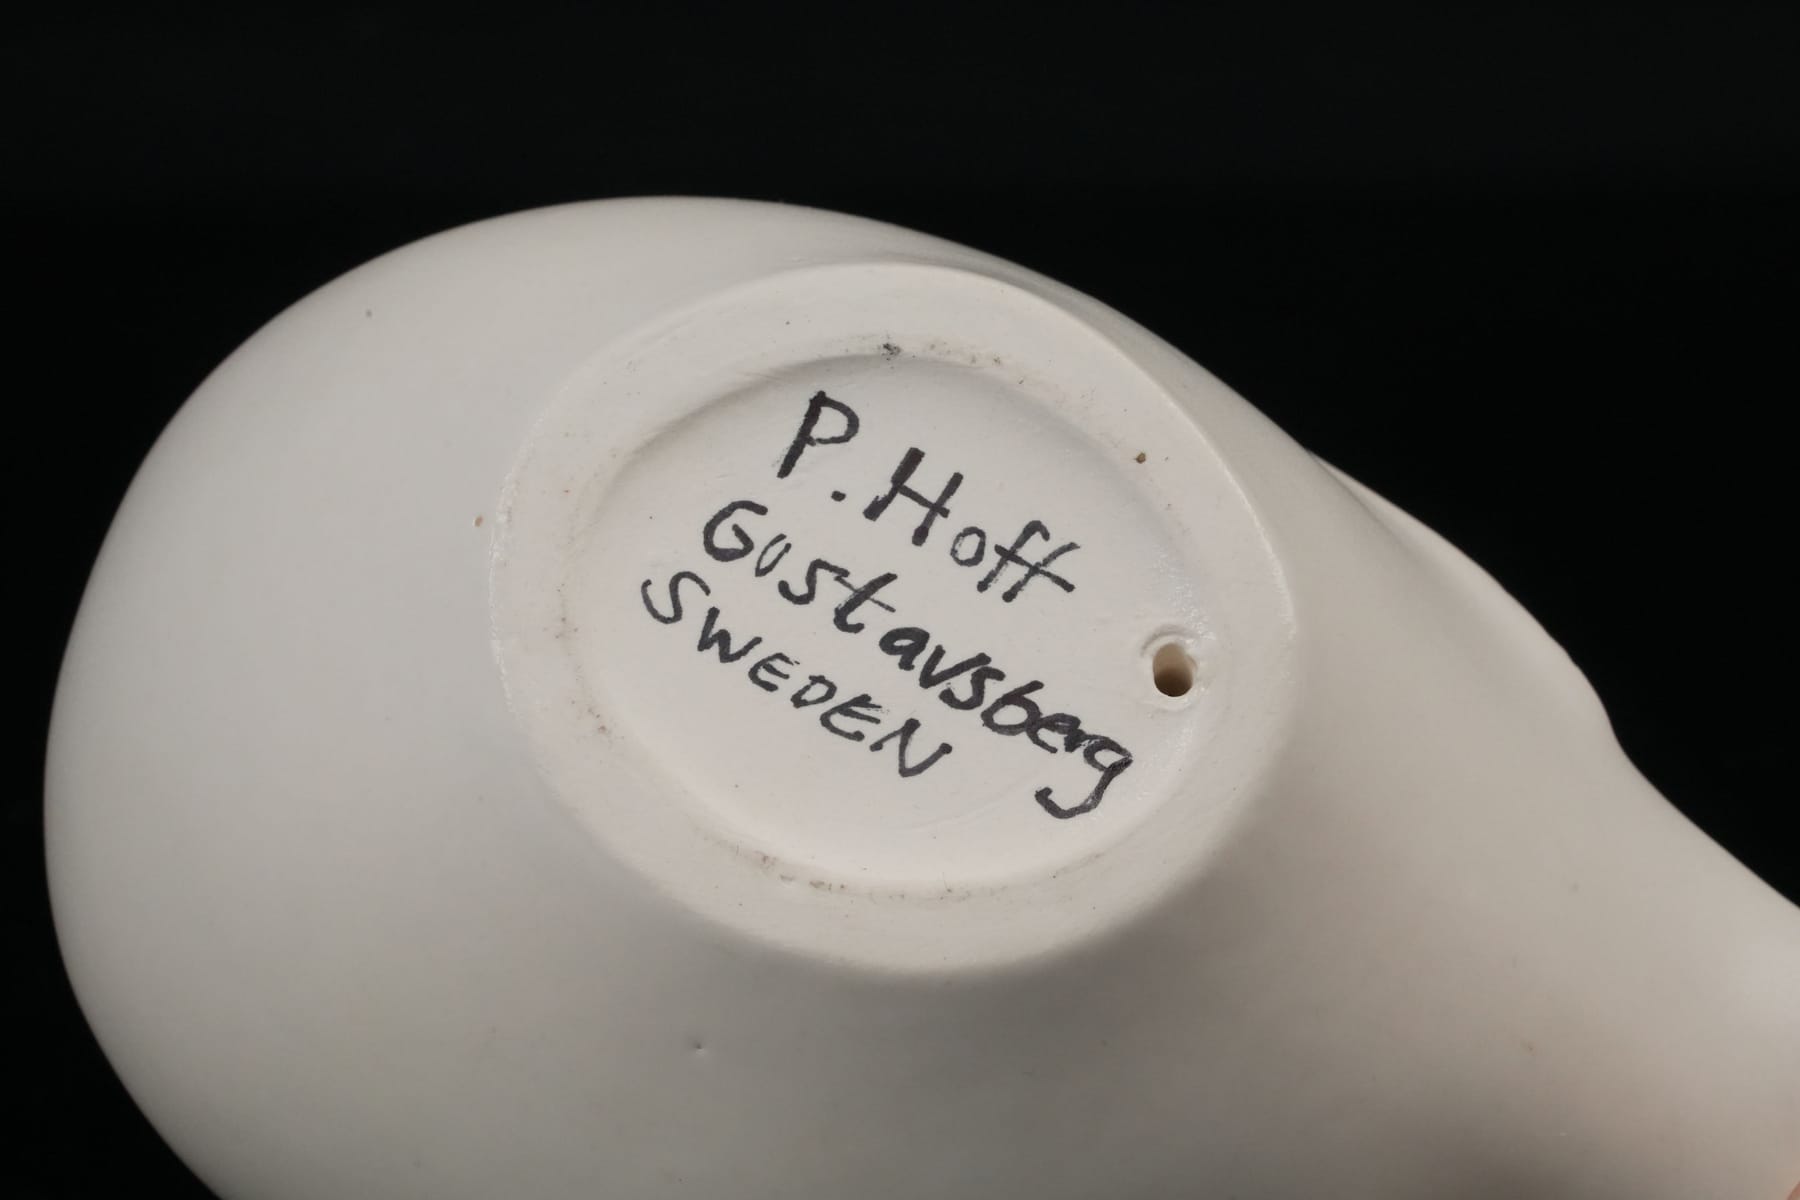 P. Hoff
Gustavsberg
SWEDEN